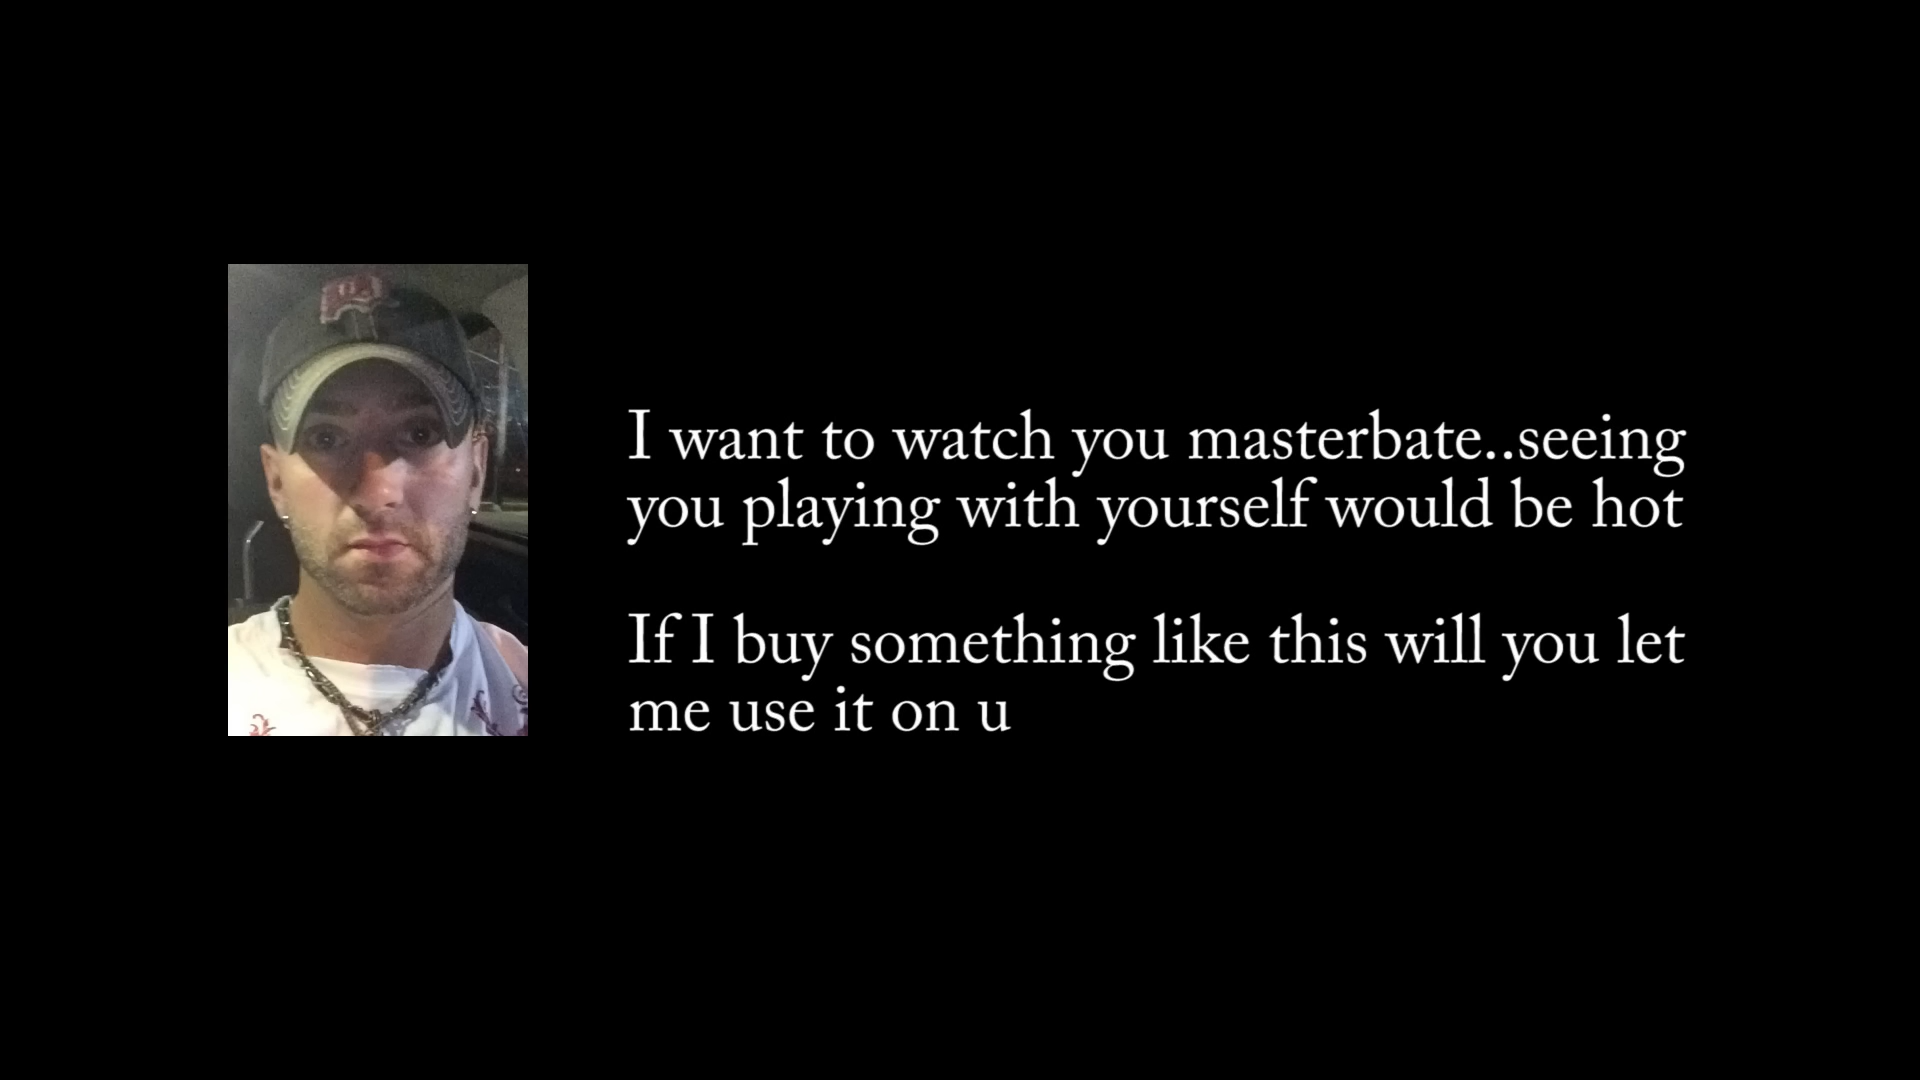 I want to watch you masterbate..seeing
you playing with yourself would be hot
If I buy something like this will you let
me use it on u